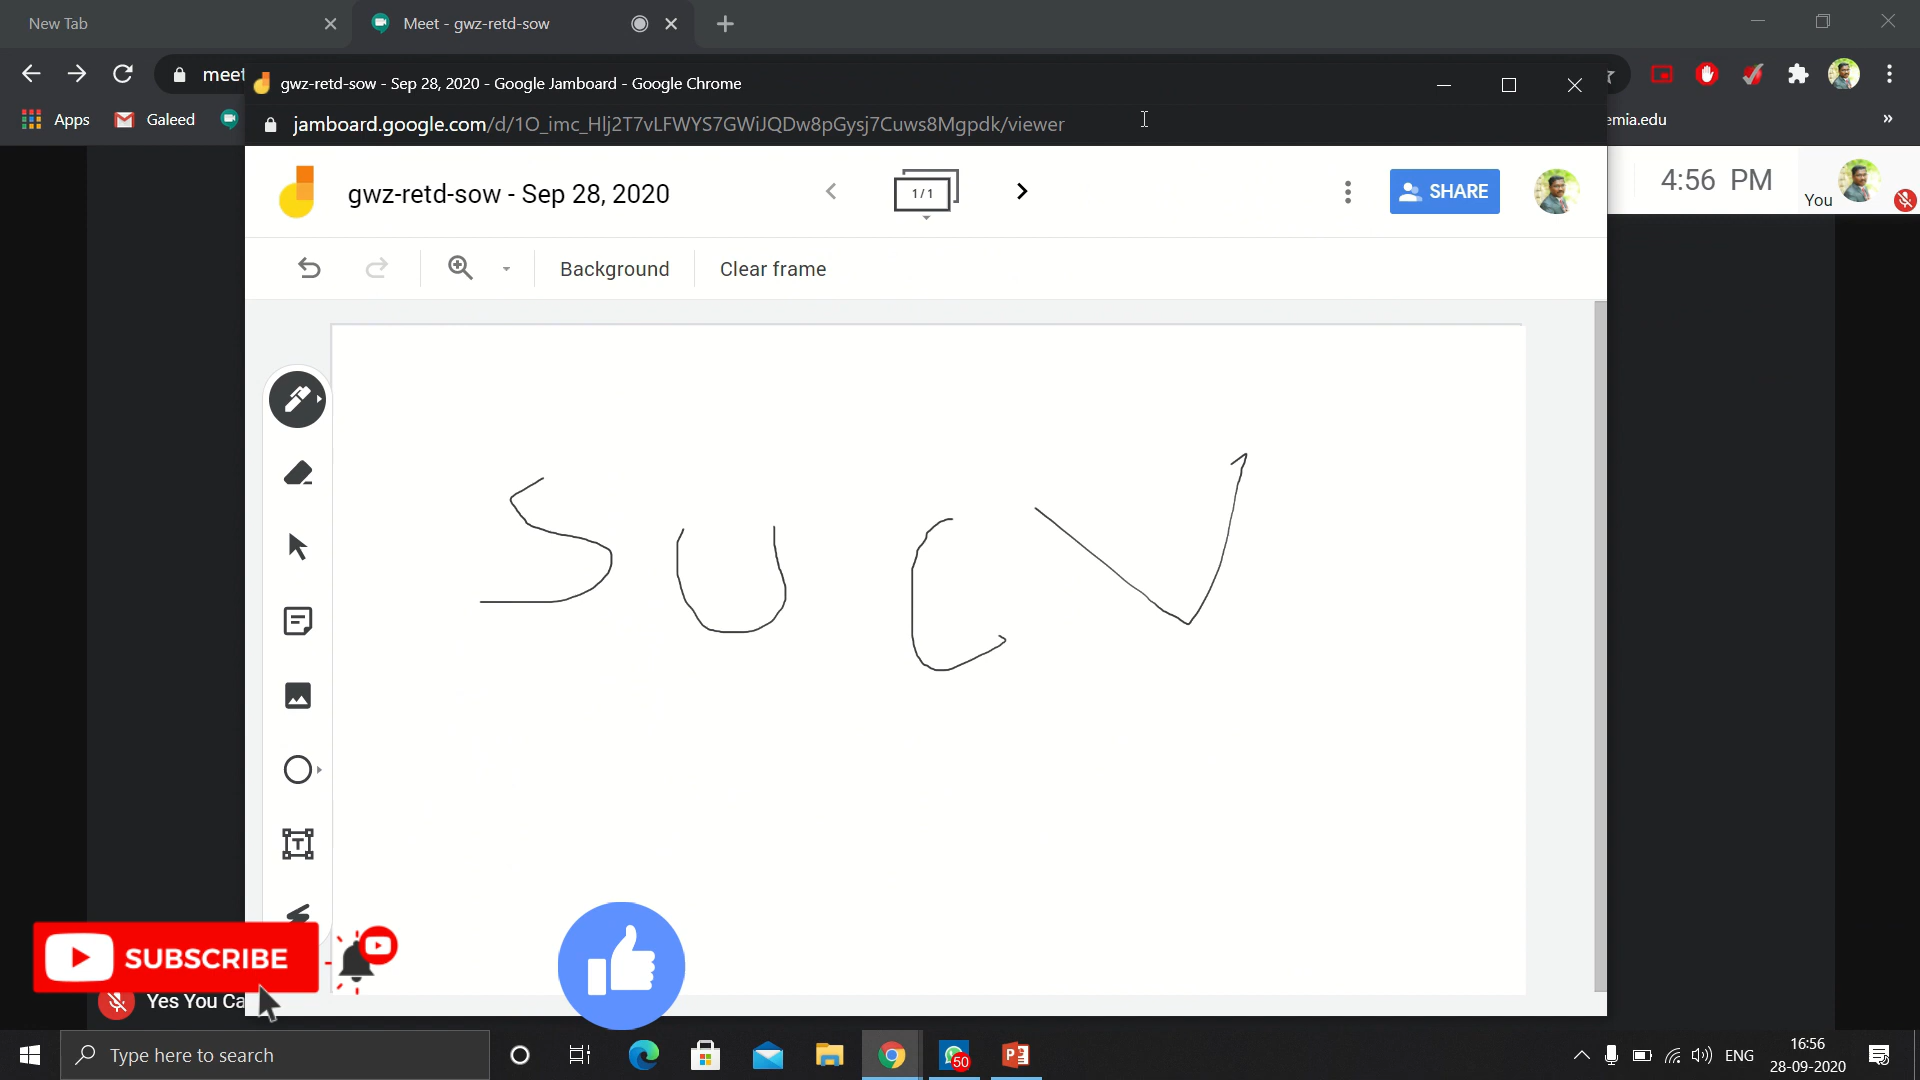 New Tab
Meet - gwz-retd-sow
meet
gwz-retd-sow - Sep 28, 2020 - Google Jamboard - Google Chrome
Apps
Galeed
jamboard.google.com/d/1O_imc_Hlj2T7vLFWYS7GWiJQDw8pGysj7Cuws8Mgpdk/viewer
emia.edu
»
gwz-retd-sow - Sep 28, 2020
1/1
SHARE
4:56 PM
You
Background
Clear frame
S U C V
SUBSCRIBE
Yes You Ca
Type here to search
50
ENG
16:56
28-09-2020